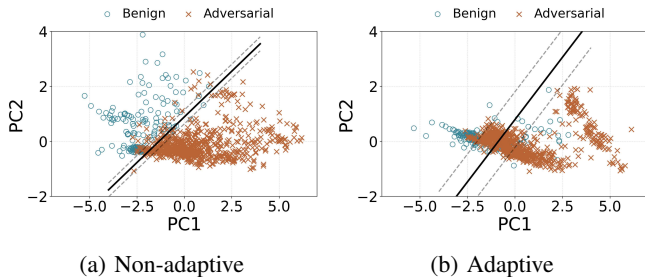 Benign Adversarial
4
2
0
−2
PC2
−5.0 −2.5 0.0 2.5 5.0
PC1
(a) Non-adaptive
Benign Adversarial
4
2
0
−2
PC2
−5.0 −2.5 0.0 2.5 5.0
PC1
(b) Adaptive